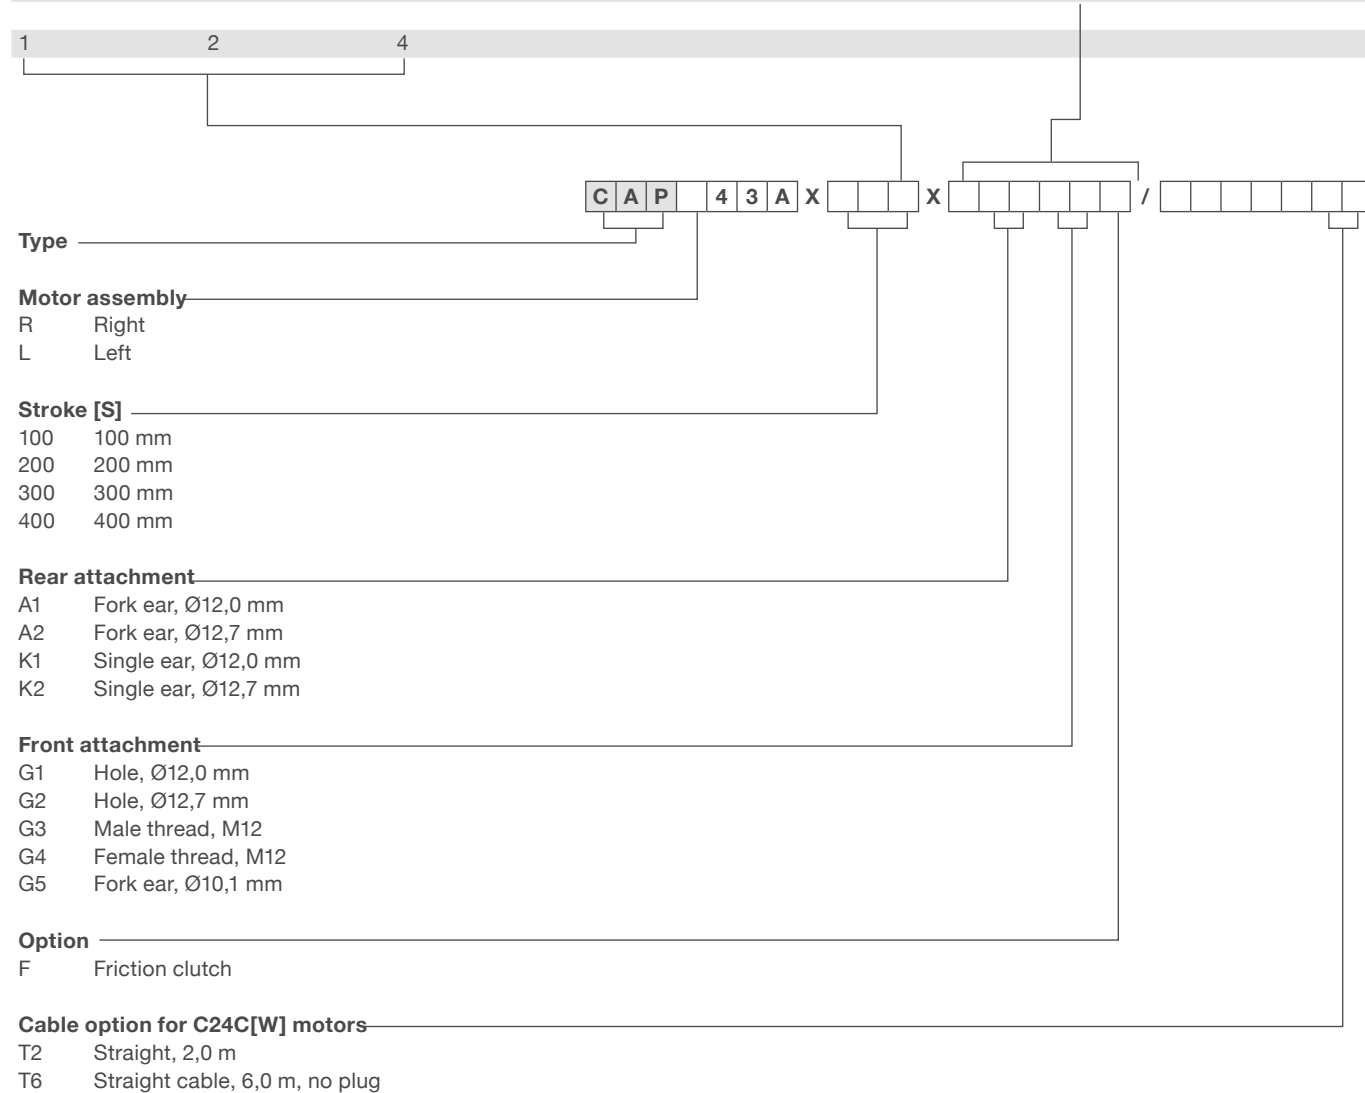 1 2 4
C A P 4 3 A X X /
Type
Motor assembly
R Right
L Left
Stroke [S]
100 100 mm
200 200 mm
300 300 mm
400 400 mm
Rear attachment
A1 Fork ear, Ø12,0 mm
A2 Fork ear, Ø12,7 mm
K1 Single ear, Ø12,0 mm
K2 Single ear, Ø12,7 mm
Front attachment
G1 Hole, Ø12,0 mm
G2 Hole, Ø12,7 mm
G3 Male thread, M12
G4 Female thread, M12
G5 Fork ear, Ø10,1 mm
Option
F Friction clutch
Cable option for C24C[W] motors
T2 Straight, 2,0 m
T6 Straight cable, 6,0 m, no plug